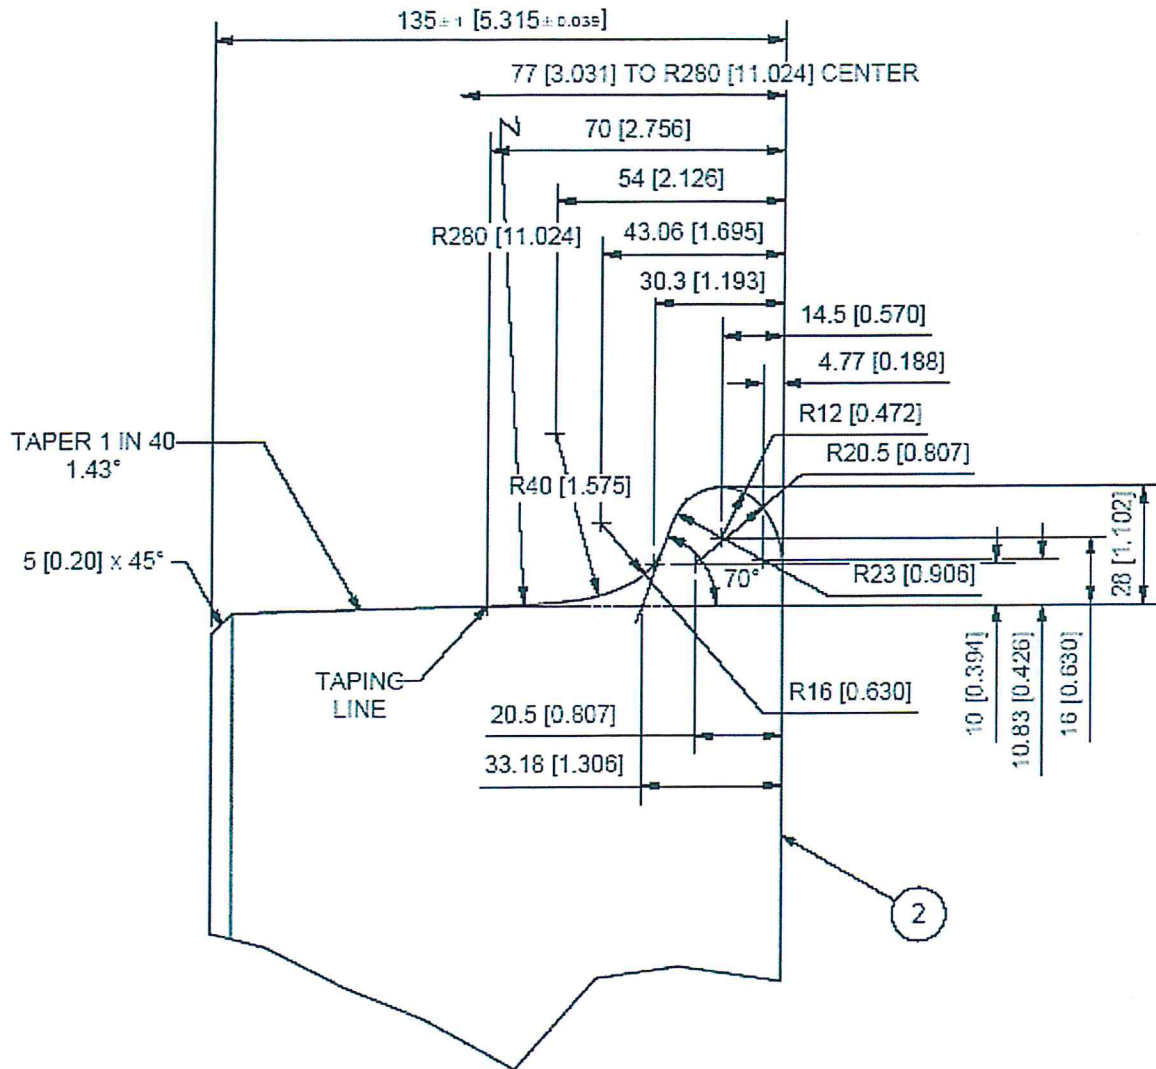 135±1 [5.315±0.039]
77 [3.031] TO R280 [11.024] CENTER
70 [2.756]
54 [2.126]
R280 [11.024]
43.06 [1.695]
30.3 [1.193]
14.5 [0.570]
4.77 [0.188]
R12 [0.472]
TAPER 1 IN 40
1.43°
R20.5 [0.807]
R40 [1.575]
28 [1.102]
5 [0.20] x 45°
70°
R23 [0.906]
TAPING
LINE
R16 [0.630]
10 [0.394]
10.83 [0.426]
16 [0.630]
20.5 [0.807]
33.18 [1.306]
2